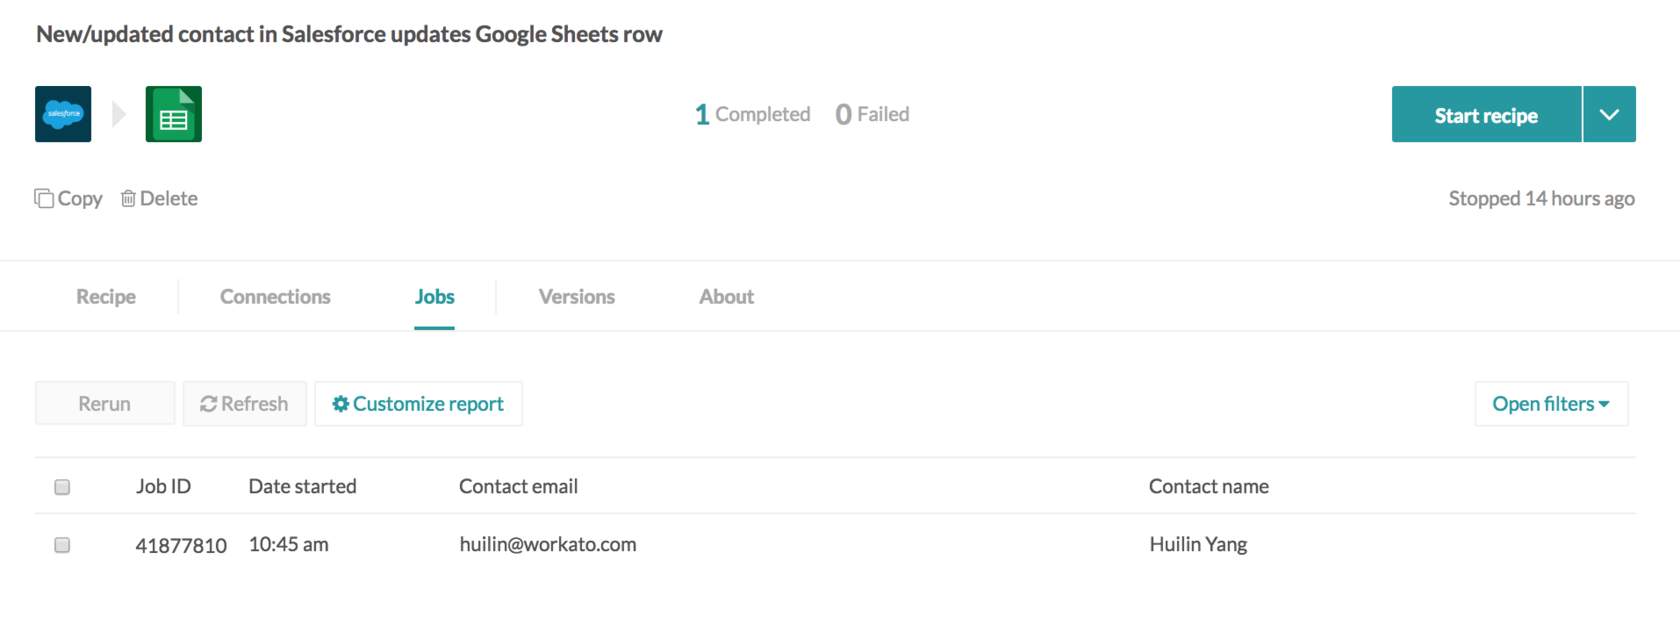 New/updated contact in Salesforce updates Google Sheets row
salesforce
1 Completed 0 Failed
Start recipe
Copy Delete
Stopped 14 hours ago
Recipe Connections Jobs Versions About
Rerun Refresh Customize report Open filters
Job ID Date started Contact email Contact name
41877810 10:45 am huilin@workato.com Huilin Yang